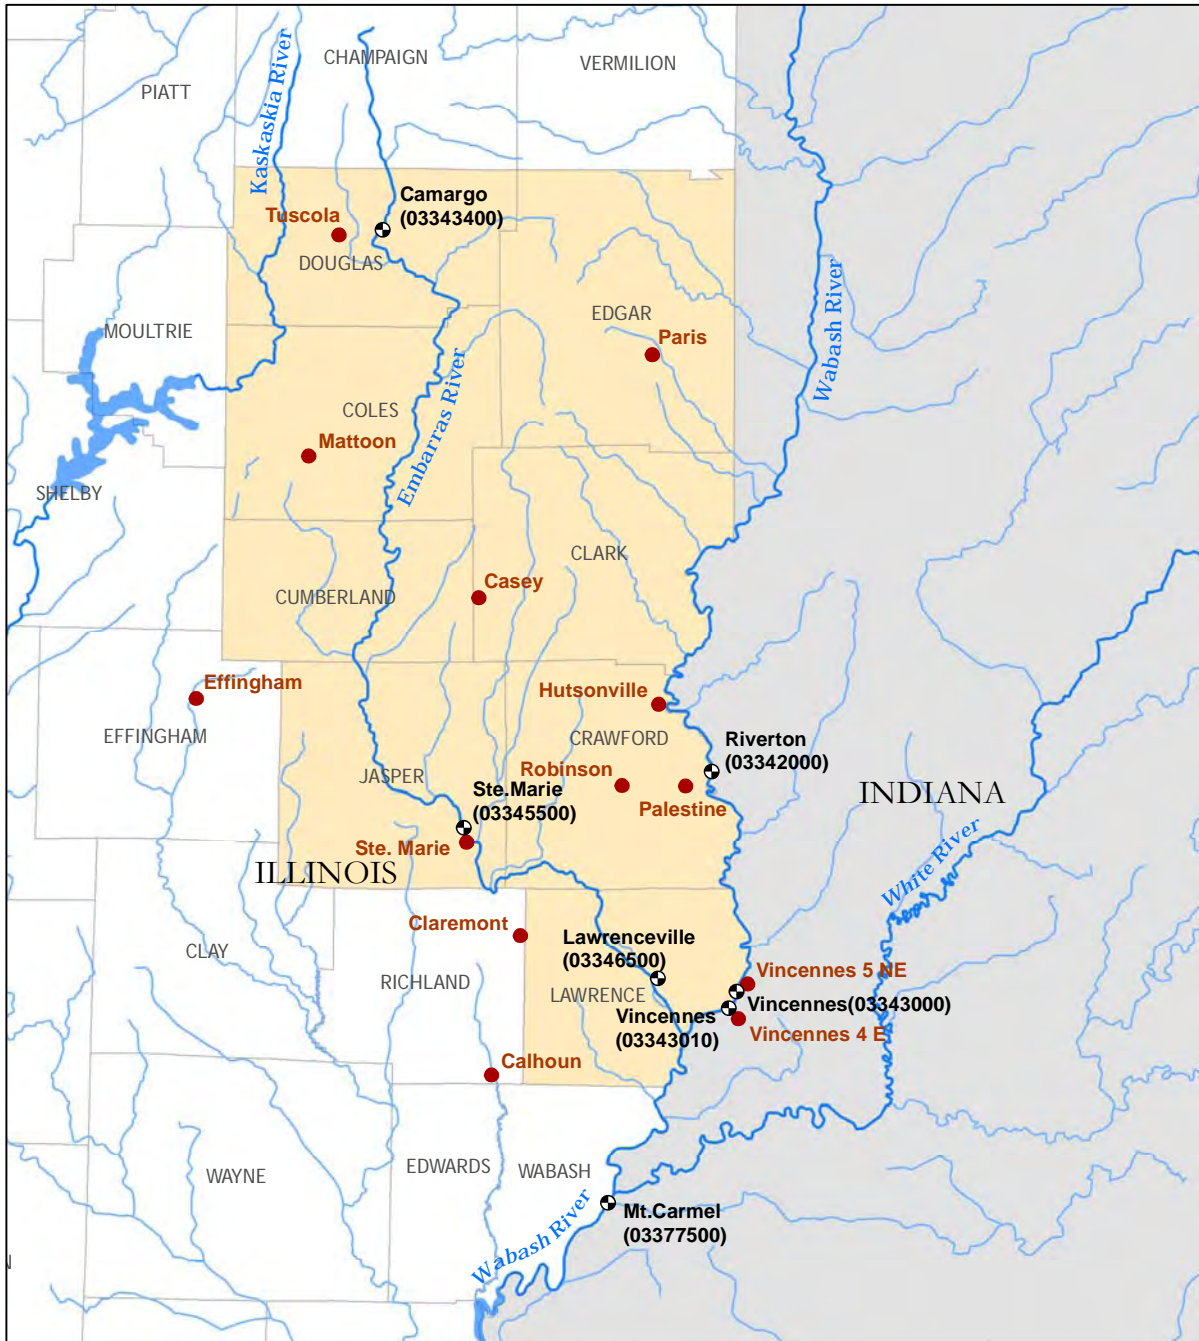 CHAMPAIGN
VERMILION
PIATT
Kaskaskia River
Camargo
(03343400)
Tuscola
DOUGLAS
EDGAR
MOULTRIE
Paris
Wabash River
Embarras River
COLES
Mattoon
SHELBY
CLARK
Casey
CUMBERLAND
Effingham
Hutsonville
EFFINGHAM
CRAWFORD
Riverton
(03342000)
JASPER
Robinson
Ste.Marie
(03345500)
Palestine
INDIANA
Ste. Marie
ILLINOIS
White River
Claremont
Lawrenceville
(03346500)
CLAY
RICHLAND
LAWRENCE
Vincennes 5 NE
Vincennes(03343000)
Vincennes
(03343010)
Vincennes 4 E
Calhoun
WAYNE
EDWARDS
WABASH
Mt.Carmel
(03377500)
Wabash River